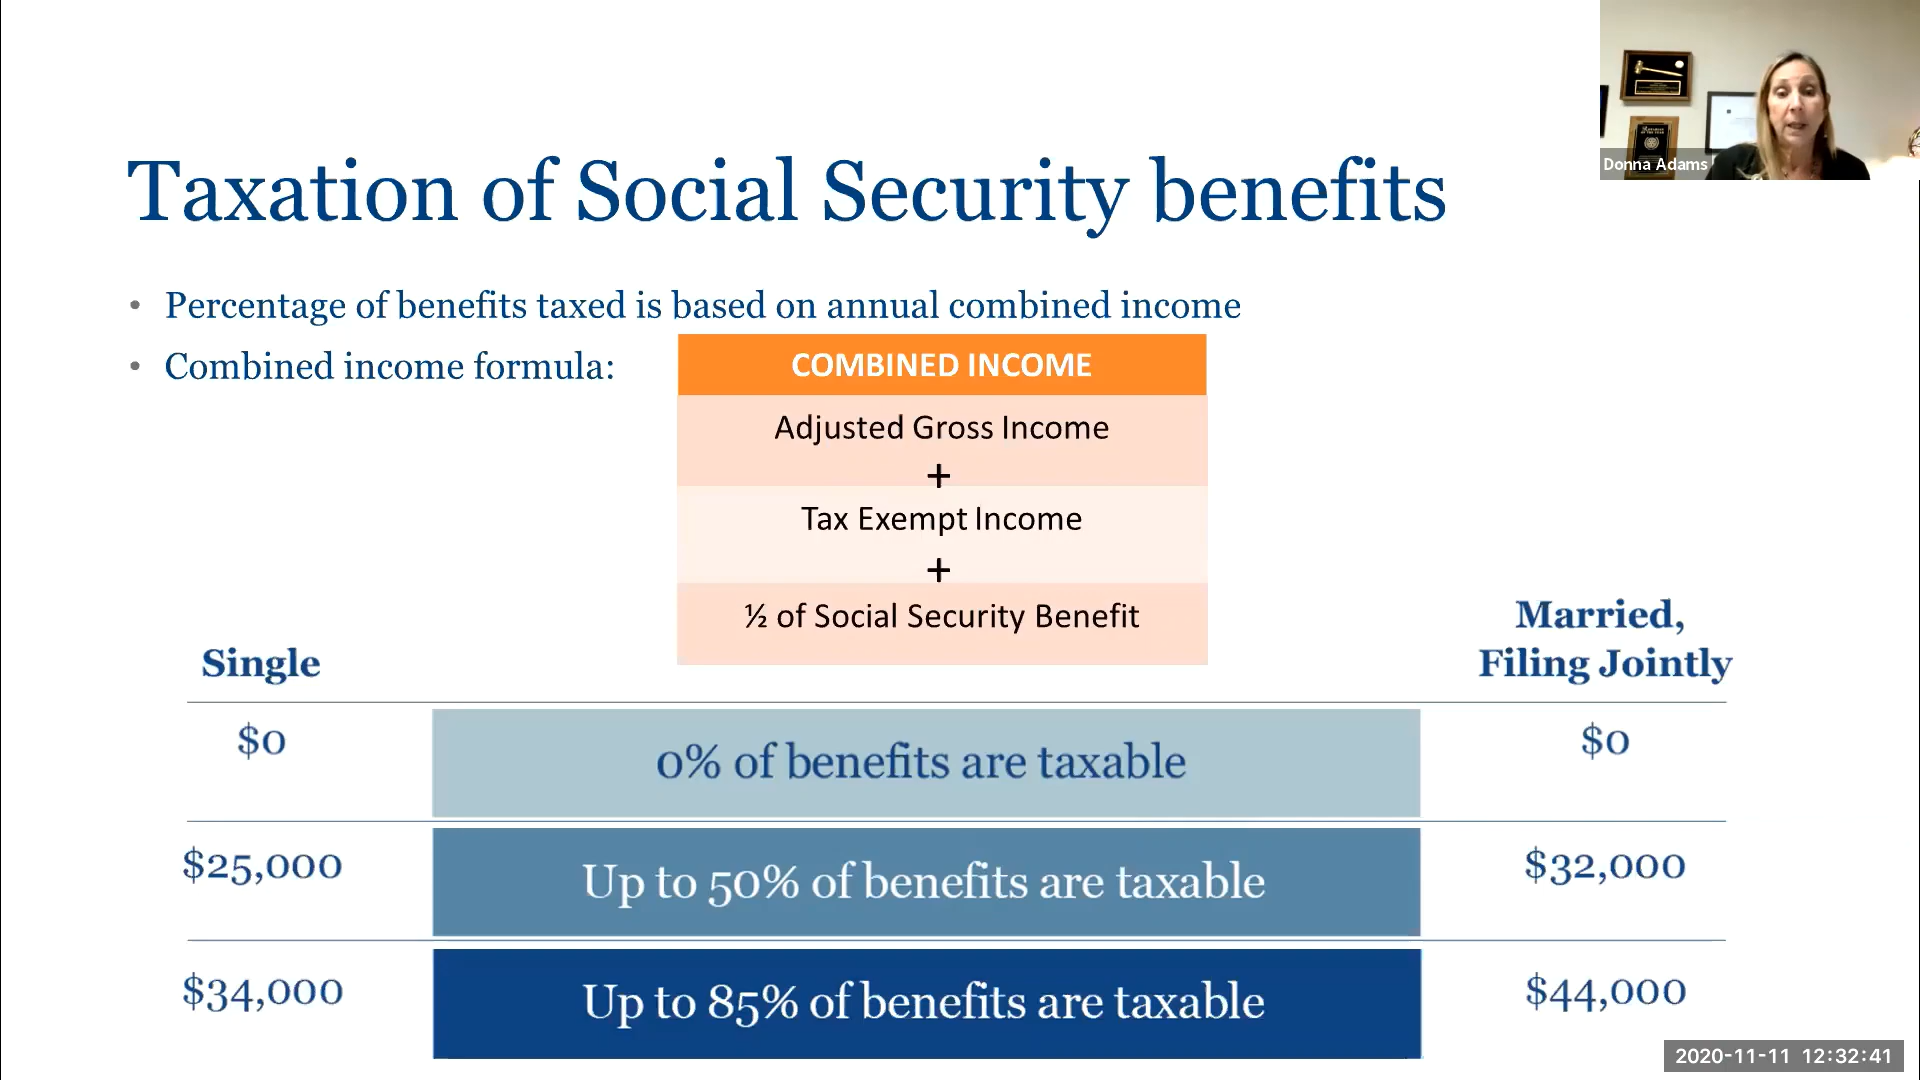 Donna Adams
Taxation of Social Security benefits
• Percentage of benefits taxed is based on annual combined income
• Combined income formula:
COMBINED INCOME
Adjusted Gross Income
+
Tax Exempt Income
+
½ of Social Security Benefit
Single
Married,
Filing Jointly
$0
0% of benefits are taxable
$0
$25,000
Up to 50% of benefits are taxable
$32,000
$34,000
Up to 85% of benefits are taxable
$44,000
2020-11-11 12:32:41